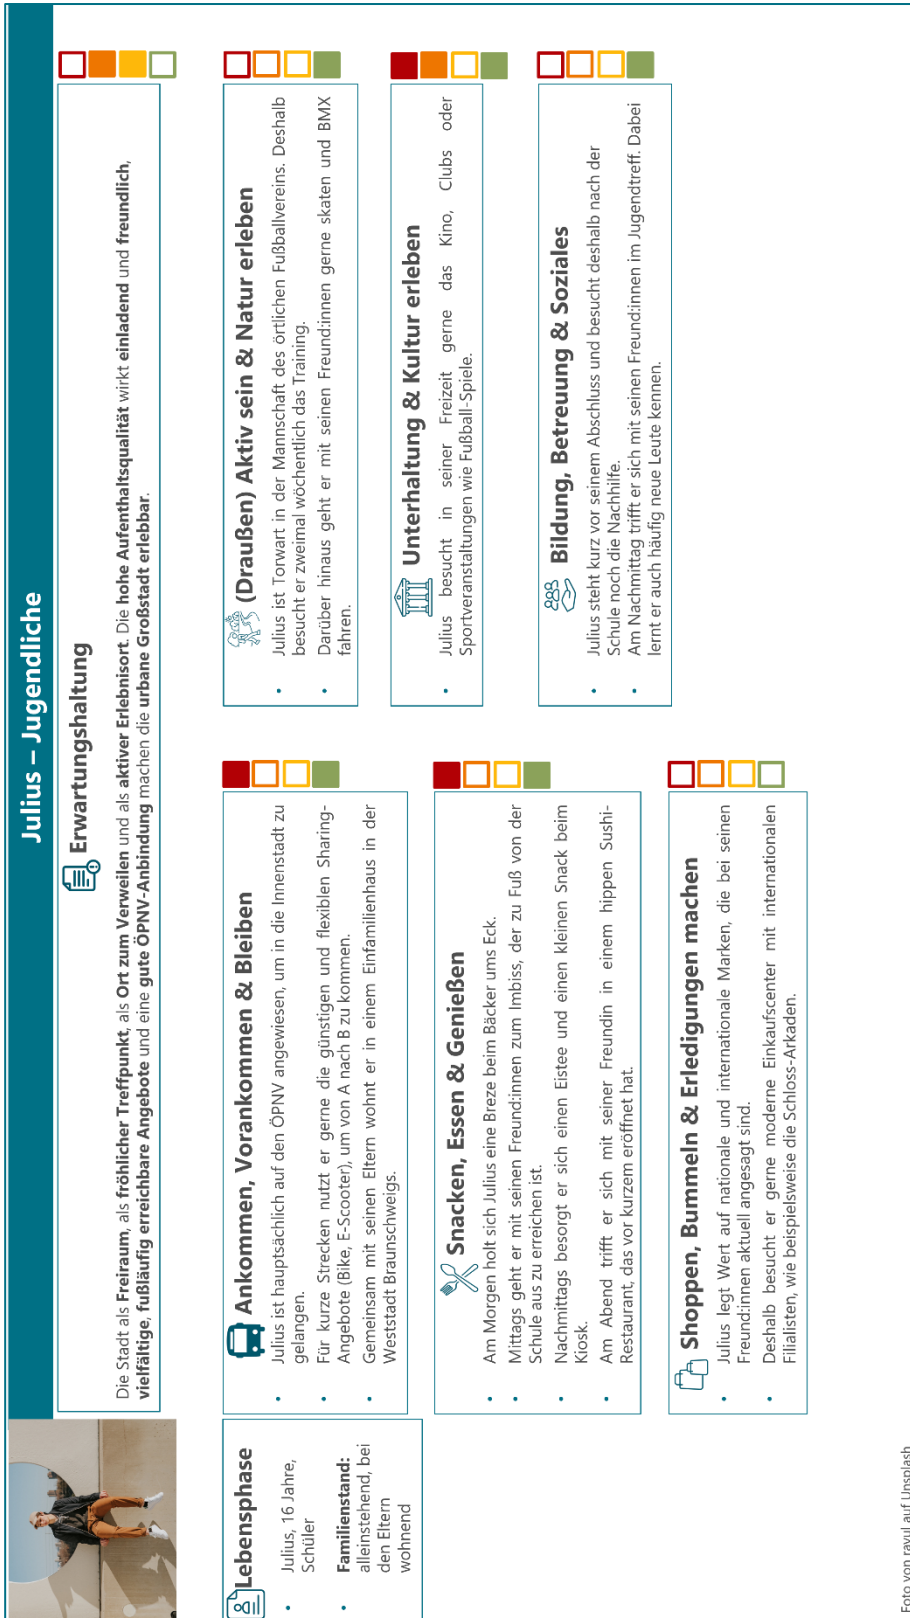 Julius – Jugendliche
Erwartungshaltung
Die Stadt als Freiraum, als fröhlicher Treffpunkt, als Ort zum Verweilen und als aktiver Erlebnisort. Die hohe Aufenthaltsqualität wirkt einladend und freundlich,
vielfältige, fußläufig erreichbare Angebote und eine gute ÖPNV-Anbindung machen die urbane Großstadt erlebbar.
Lebensphase
• Julius, 16 Jahre,
Schüler
• Familienstand:
alleinstehend, bei
den Eltern
wohnend
Ankommen, Vorankommen & Bleiben
• Julius ist hauptsächlich auf den ÖPNV angewiesen, um in die Innenstadt zu
gelangen.
• Für kurze Strecken nutzt er gerne die günstigen und flexiblen Sharing-
Angebote (Bike, E-Scooter), um von A nach B zu kommen.
• Gemeinsam mit seinen Eltern wohnt er in einem Einfamilienhaus in der
Weststadt Braunschweigs.
Snacken, Essen & Genießen
• Am Morgen holt sich Julius eine Breze beim Bäcker ums Eck.
• Mittags geht er mit seinen Freund:innen zum Imbiss, der zu Fuß von der
Schule aus zu erreichen ist.
• Nachmittags besorgt er sich einen Eistee und einen kleinen Snack beim
Kiosk.
• Am Abend trifft er sich mit seiner Freundin in einem hippen Sushi-
Restaurant, das vor kurzem eröffnet hat.
Shoppen, Bummeln & Erledigungen machen
• Julius legt Wert auf nationale und internationale Marken, die bei seinen
Freund:innen aktuell angesagt sind.
• Deshalb besucht er gerne moderne Einkaufscenter mit internationalen
Filialisten, wie beispielsweise die Schloss-Arkaden.
(Draußen) Aktiv sein & Natur erleben
• Julius ist Torwart in der Mannschaft des örtlichen Fußballvereins. Deshalb
besucht er zweimal wöchentlich das Training.
• Darüber hinaus geht er mit seinen Freund:innen gerne skaten und BMX
fahren.
Unterhaltung & Kultur erleben
• Julius besucht in seiner Freizeit gerne das Kino, Clubs oder
Sportveranstaltungen wie Fußball-Spiele.
Bildung, Betreuung & Soziales
• Julius steht kurz vor seinem Abschluss und besucht deshalb nach der
Schule noch die Nachhilfe.
• Am Nachmittag trifft er sich mit seinen Freund:innen im Jugendtreff. Dabei
lernt er auch häufig neue Leute kennen.
Foto von rayul auf Unsplash